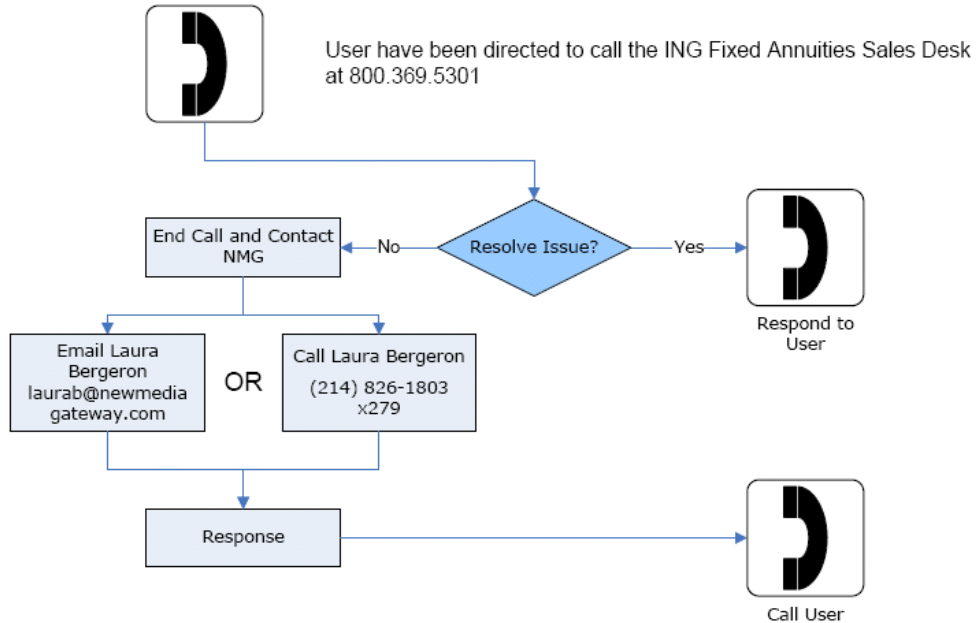 User have been directed to call the ING Fixed Annuities Sales Desk
at 800.369.5301
Resolve Issue?
No
Yes
End Call and Contact
NMG
Respond to
User
Email Laura
Bergeron
laurab@newmedia
gateway.com
OR
Call Laura Bergeron
(214) 826-1803
x279
Response
Call User